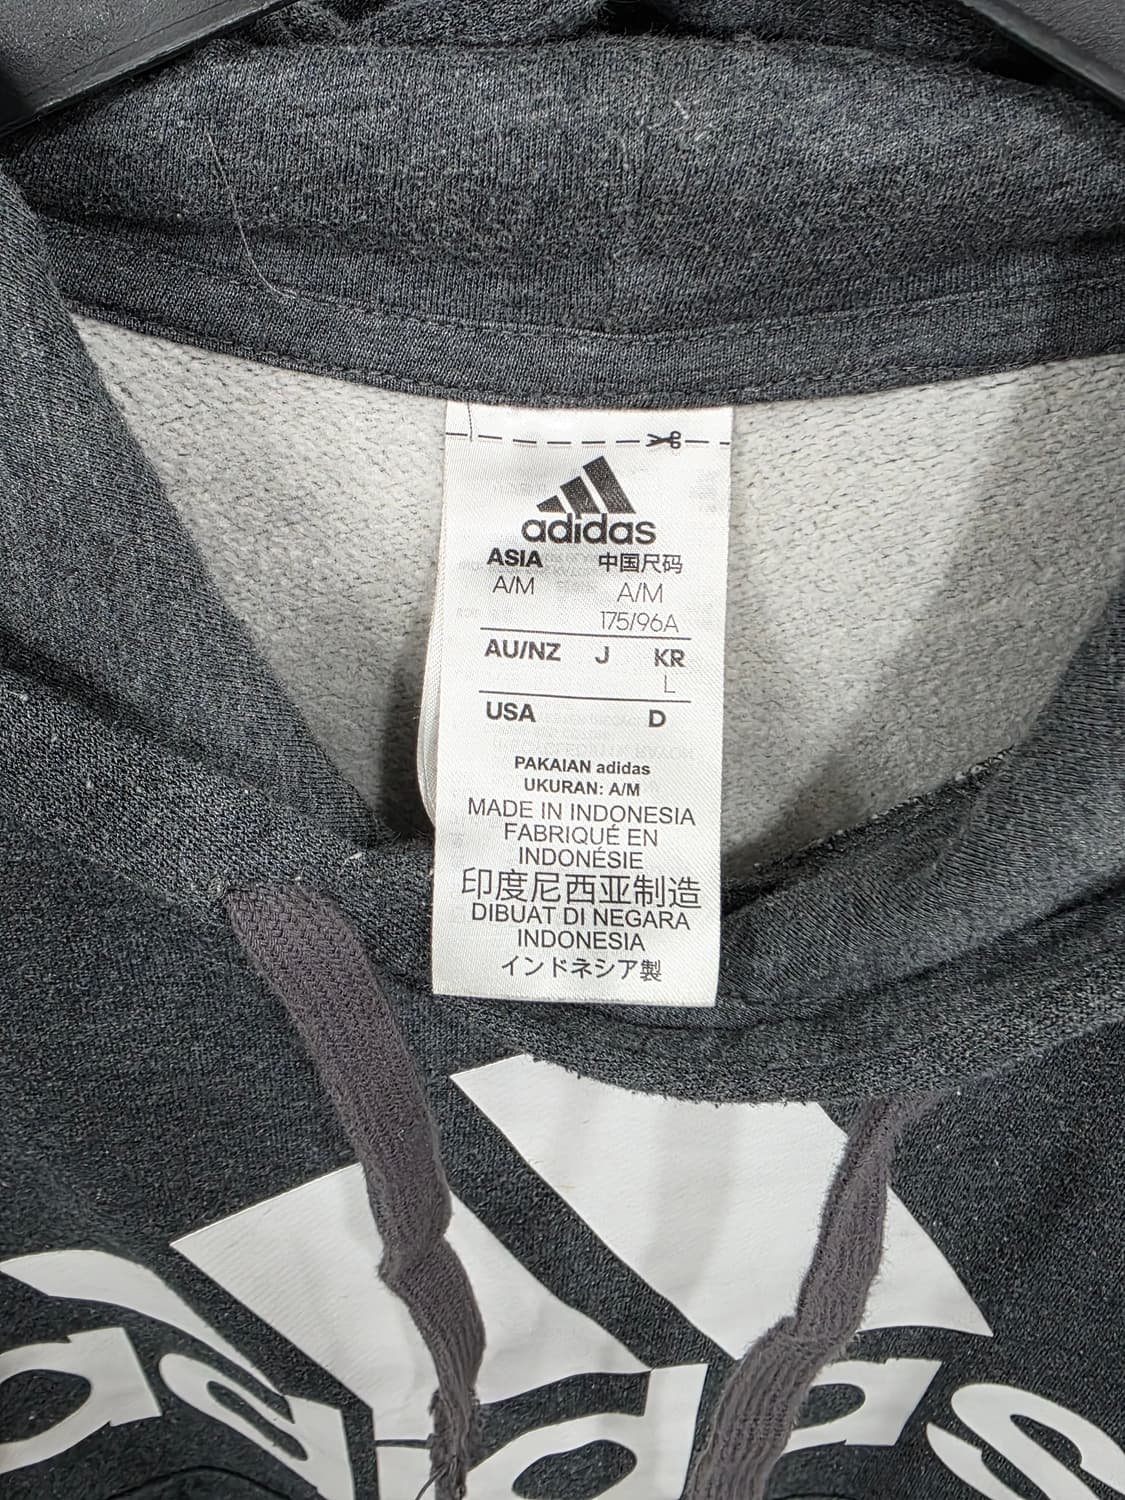 adidas
ASIA 中国尺码
A/M A/M
175/96A
AU/NZ J KR
L
USA D
PAKAIAN adidas
UKURAN: A/M
MADE IN INDONESIA
FABRIQUÉ EN
INDONÉSIE
印度尼西亚制造
DIBUAT DI NEGARA
INDONESIA
インドネシア製
adidas